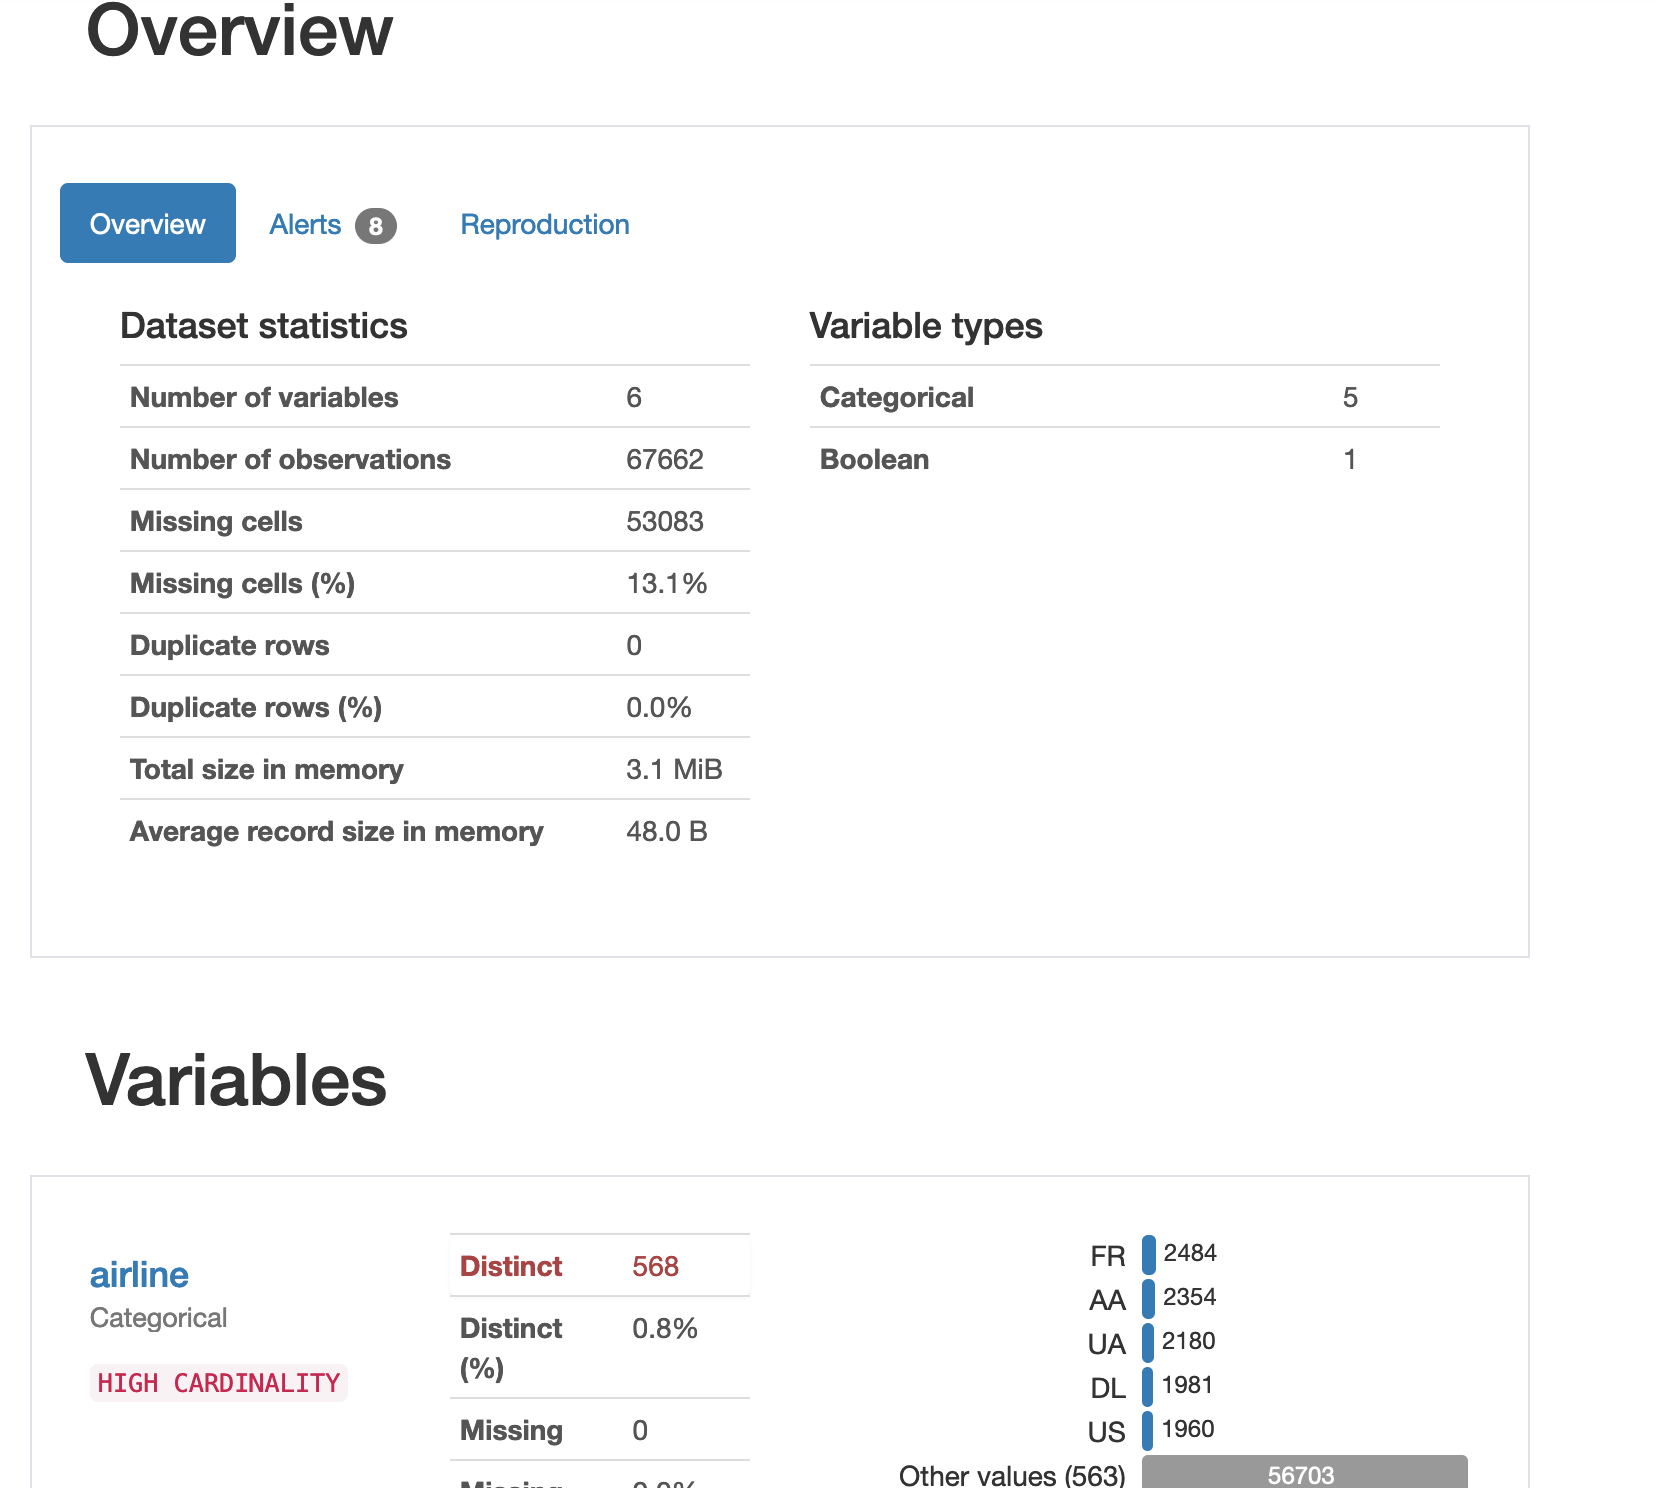 Overview
Overview Alerts 8 Reproduction
Dataset statistics
Number of variables 6
Number of observations 67662
Missing cells 53083
Missing cells (%) 13.1%
Duplicate rows 0
Duplicate rows (%) 0.0%
Total size in memory 3.1 MiB
Average record size in memory 48.0 B
Variable types
Categorical 5
Boolean 1
Variables
airline
Categorical
HIGH CARDINALITY
Distinct 568
Distinct 0.8%
(%)
Missing 0
FR 2484
AA 2354
UA 2180
DL 1981
US 1960
Other values (563) 56703